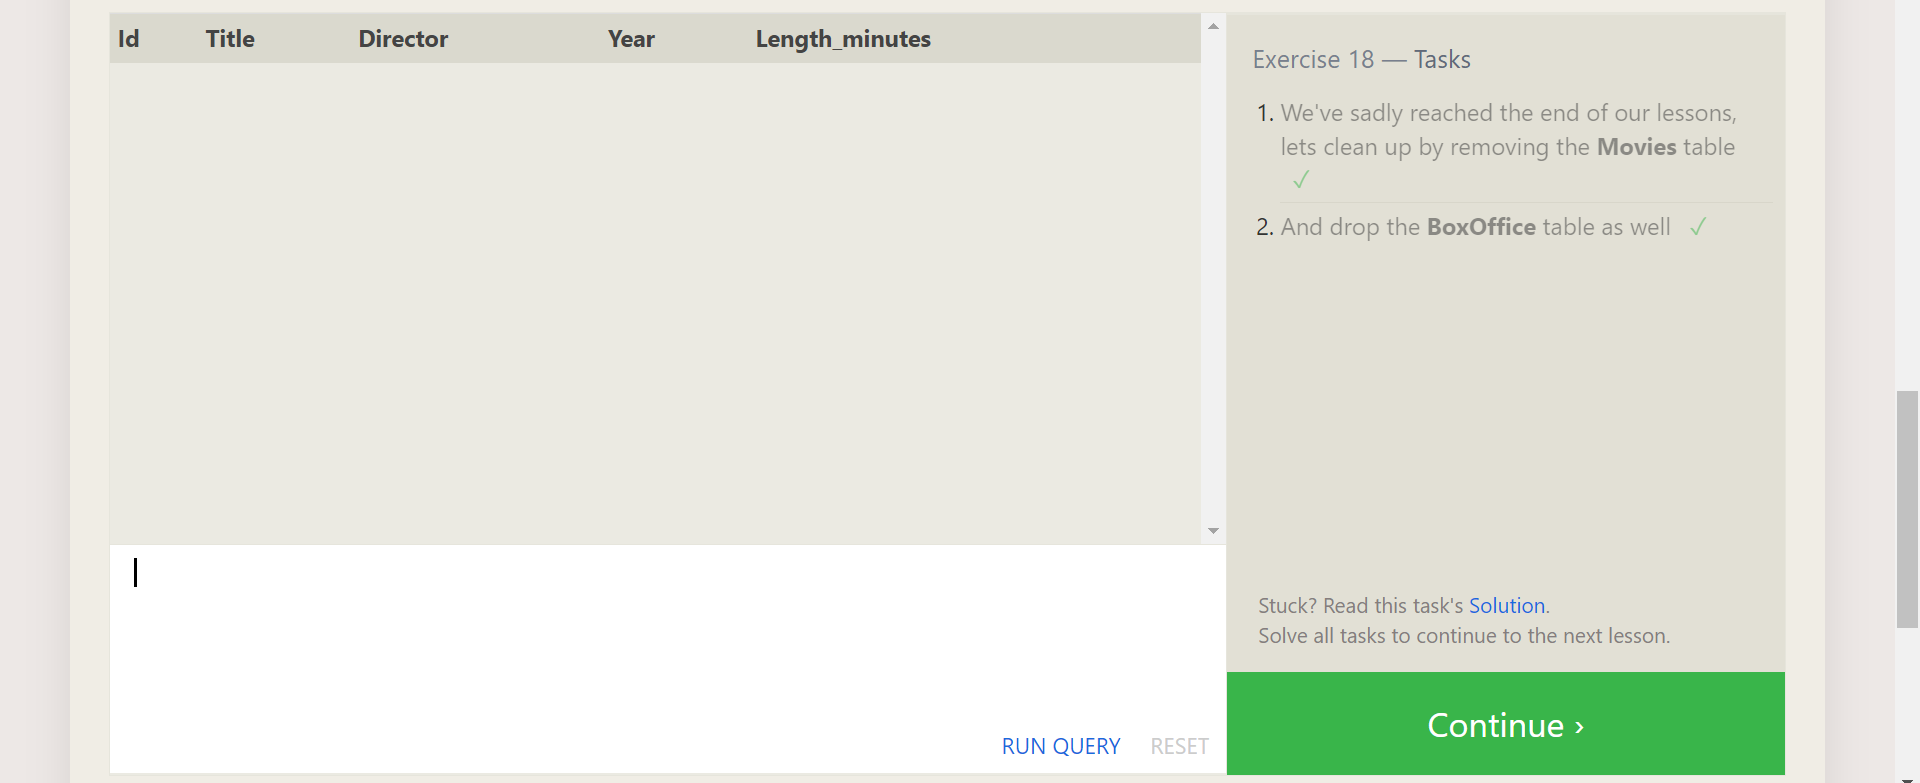 Id Title Director Year Length_minutes
Exercise 18 — Tasks
1. We've sadly reached the end of our lessons,
lets clean up by removing the Movies table
✓
2. And drop the BoxOffice table as well ✓
Stuck? Read this task's Solution.
Solve all tasks to continue to the next lesson.
RUN QUERY RESET
Continue ›